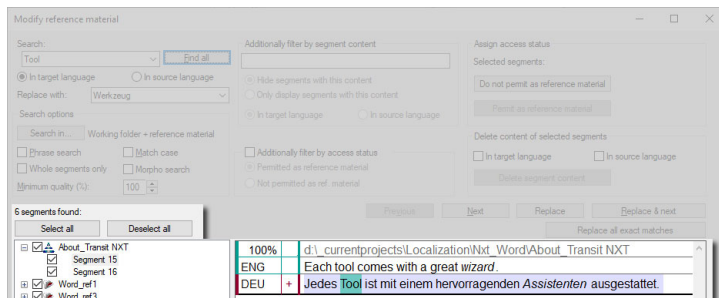 Modify reference material
Search:
Tool
Find all
In target language
In source language
Replace with:
Werkzeug
Search options
Search in...
Working folder + reference material
Phrase search
Match case
Whole segments only
Morpho search
Minimum quality (%):
100
Additionally filter by segment content
Hide segments with this content
Only display segments with this content
In target language
In source language
Additionally filter by access status
Permitted as reference material
Not permitted as ref. material
Assign access status
Selected segments:
Do not permit as reference material
Permit as reference material
Delete content of selected segments
In target language
In source language
Delete segment content
Previous
Next
Replace
Replace & next
Replace all exact matches
6 segments found:
Select all
Deselect all
About_Transit NXT
Segment 15
Segment 16
Word_ref1
Word_ref3
100%
d:\_currentprojects\Localization\Nxt_Word\About_Transit NXT
ENG
Each tool comes with a great wizard.
DEU
+
Jedes Tool ist mit einem hervorragenden Assistenten ausgestattet.